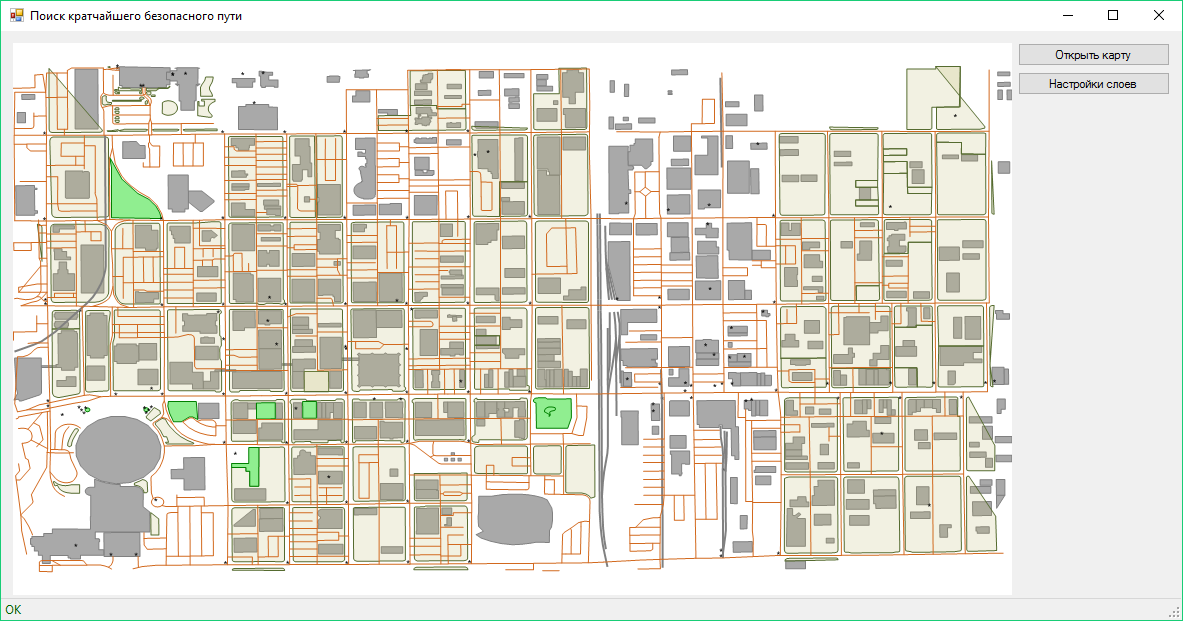 Поиск кратчайшего безопасного пути
Открыть карту
Настройки слоев
OK